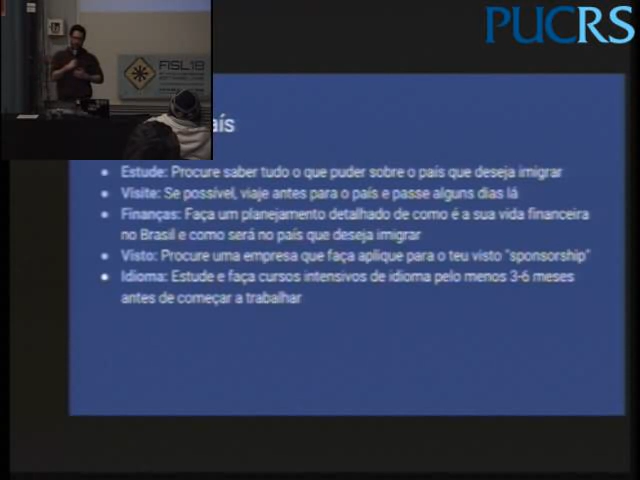 PUCRS
FISL18
aís
Estude: Procure saber tudo o que puder sobre o país que deseja imigrar
Visite: Se possível, viaje antes para o país e passe alguns dias lá
Finanças: Faça um planejamento detalhado de como é a sua vida financeira
no Brasil e como será no país que deseja imigrar
Visto: Procure uma empresa que faça aplique para o teu visto "sponsorship"
Idioma: Estude e faça cursos intensivos de idioma pelo menos 3-6 meses
antes de começar a trabalhar